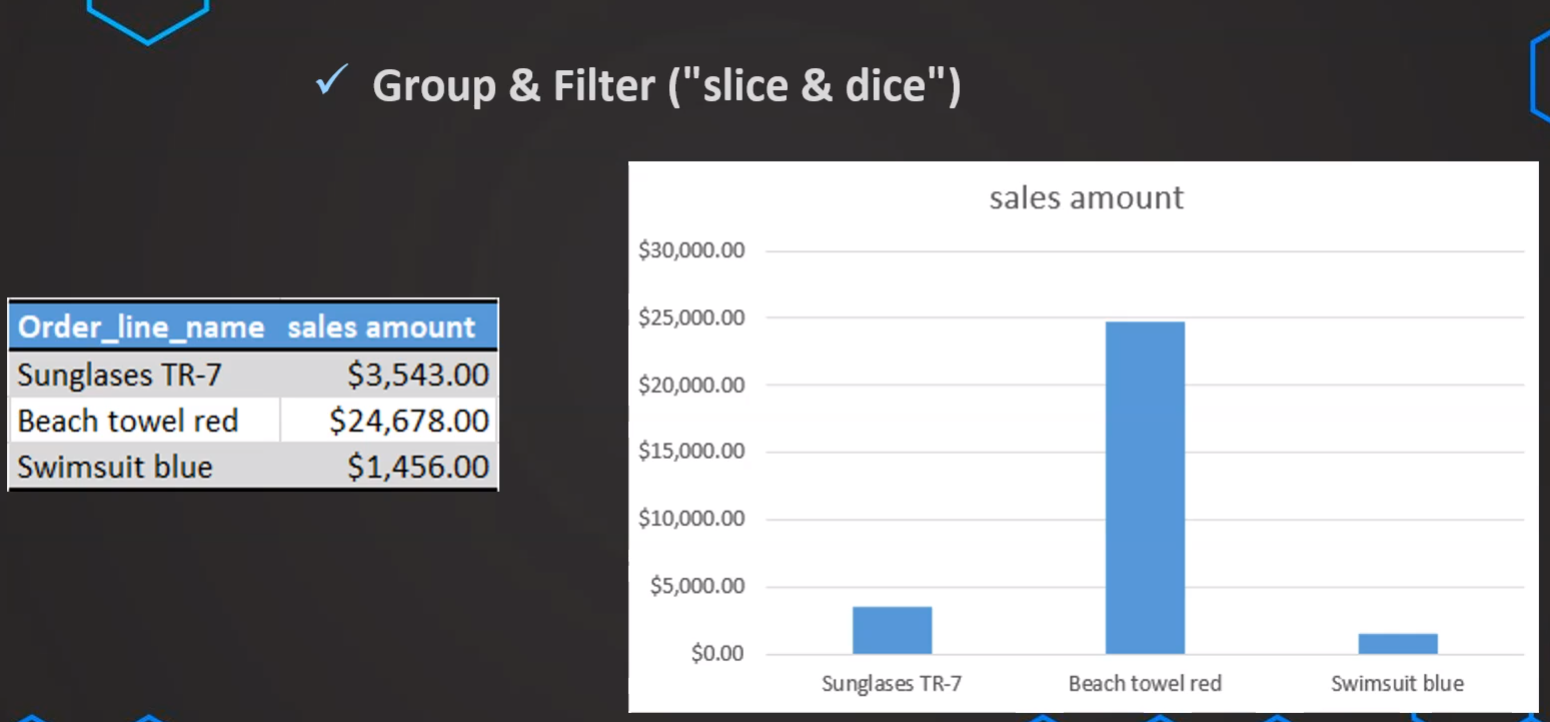 ✓ Group & Filter ("slice & dice")
Order_line_name sales amount
Sunglases TR-7 $3,543.00
Beach towel red $24,678.00
Swimsuit blue $1,456.00
sales amount
$30,000.00
$25,000.00
$20,000.00
$15,000.00
$10,000.00
$5,000.00
$0.00
Sunglases TR-7 Beach towel red Swimsuit blue